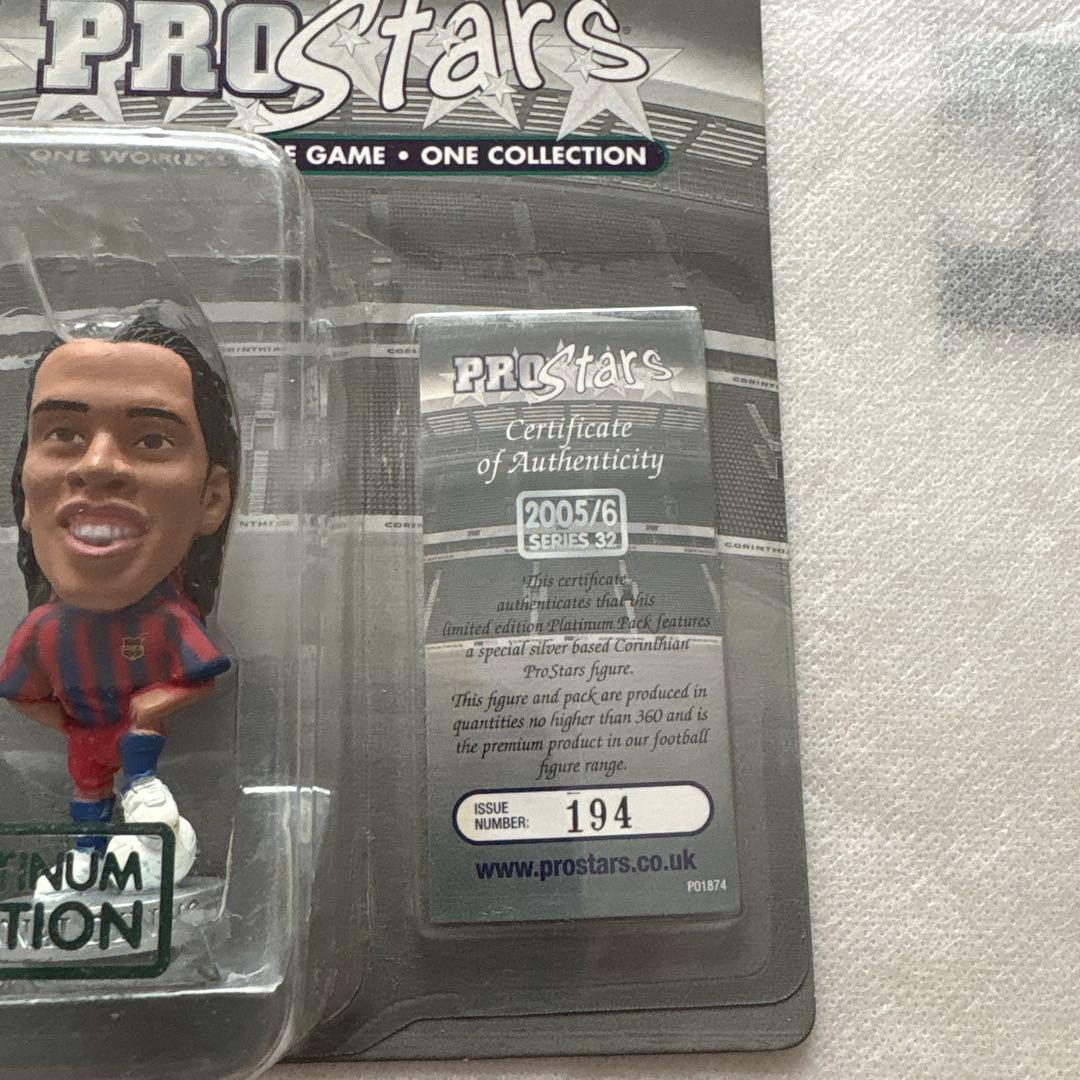 PROStars
ONE WORL E GAME • ONE COLLECTION
PROStars
Certificate
of Authenticity
2005/6
SERIES 32
This certificate
authenticates that this
limited edition Platinum Pack features
a special silver based Corinthian
ProStars figure.
This figure and pack are produced in
quantities no higher than 360 and is
the premium product in our football
figure range.
ISSUE
NUMBER: 194
www.prostars.co.uk
P01874
TINUM
TION